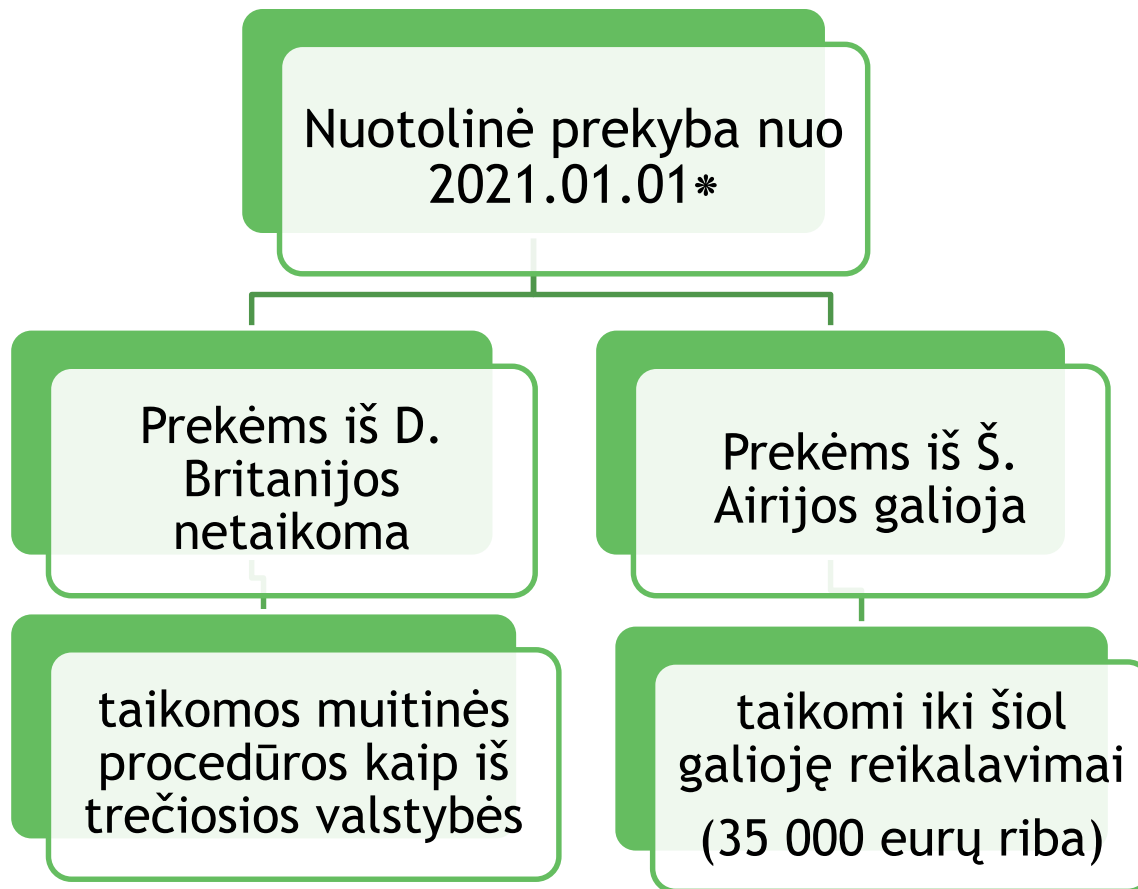 Nuotolinė prekyba nuo
2021.01.01*
Prekėms iš D.
Britanijos
netaikoma
Prekėms iš Š.
Airijos galioja
taikomos muitinės
procedūros kaip iš
trečiosios valstybės
taikomi iki šiol
galioję reikalavimai
(35 000 eurų riba)